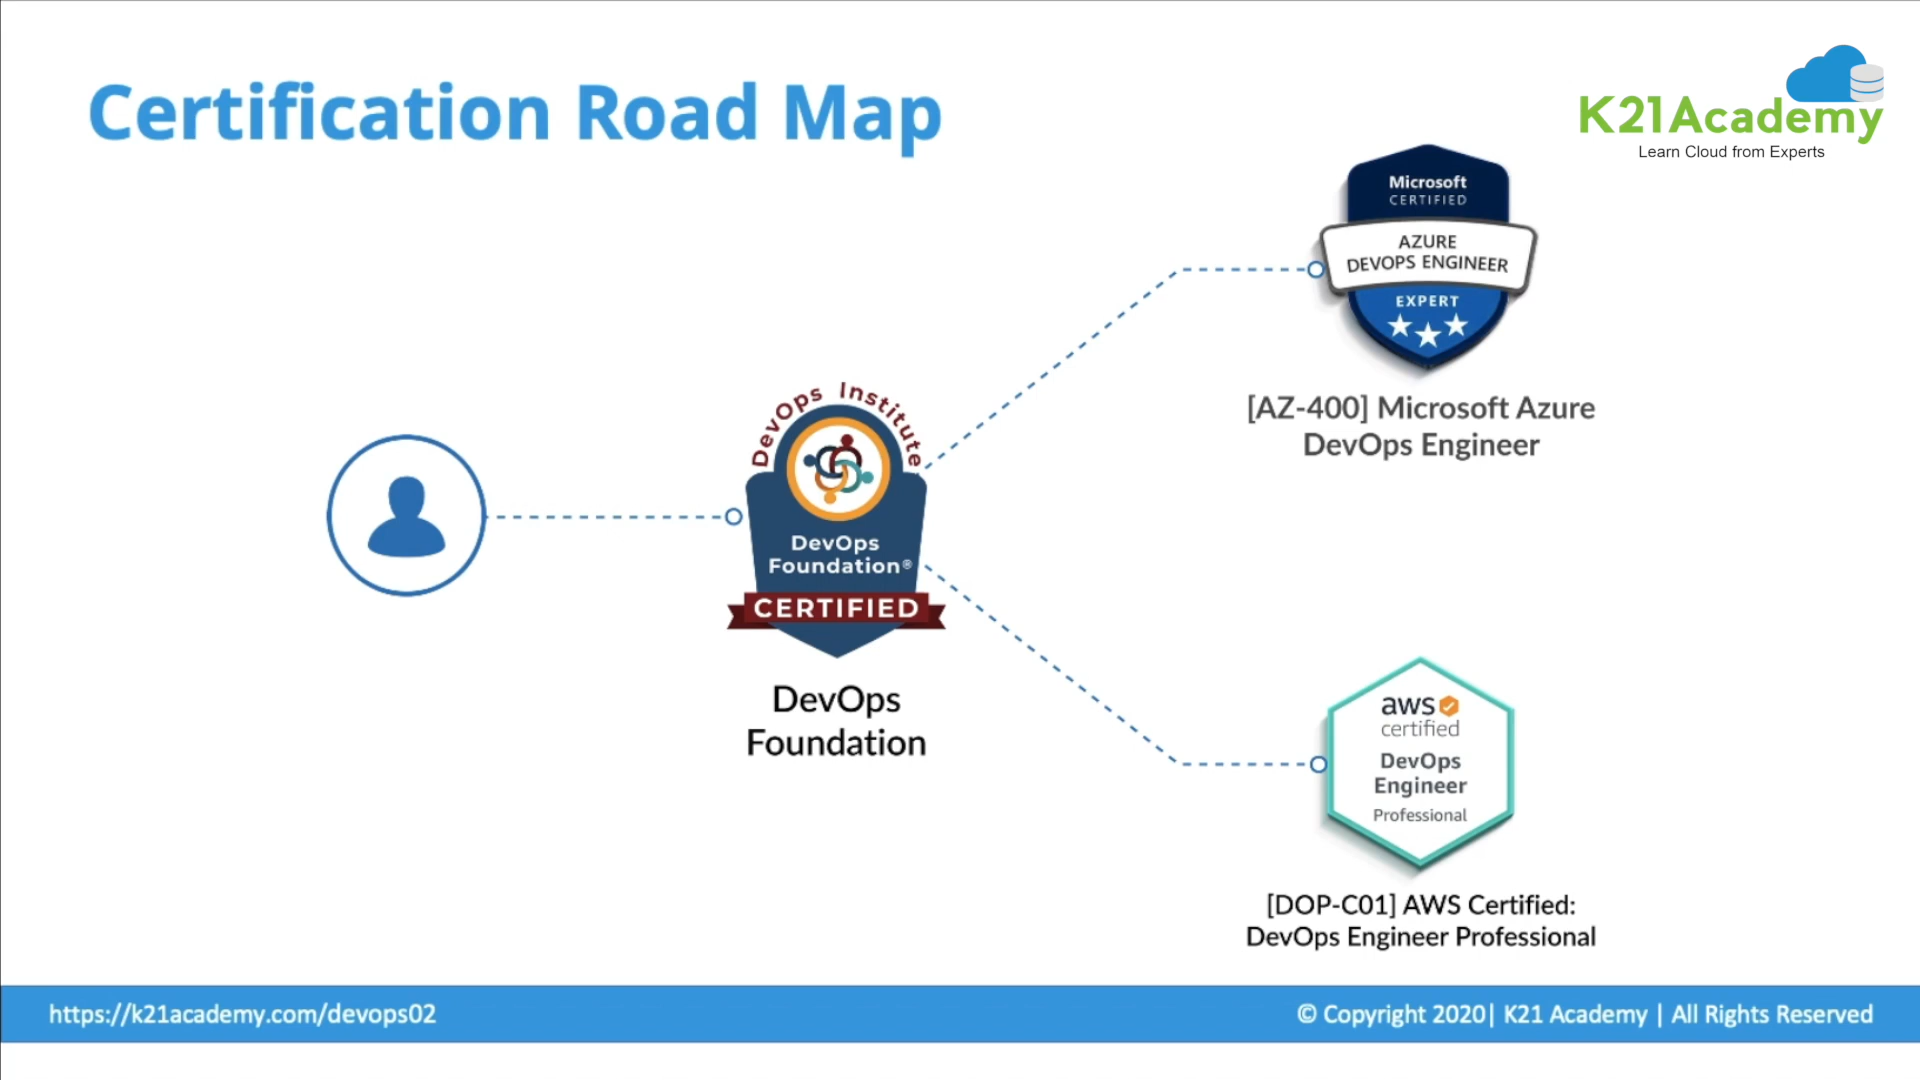 Certification Road Map
K21Academy
Learn Cloud from Experts
Microsoft
CERTIFIED
AZURE
DEVOPS ENGINEER
EXPERT
[AZ-400] Microsoft Azure
DevOps Engineer
DevOps Institute
DevOps
Foundation®
CERTIFIED
DevOps
Foundation
aws
certified
DevOps
Engineer
Professional
[DOP-C01] AWS Certified:
DevOps Engineer Professional
https://k21academy.com/devops02
© Copyright 2020| K21 Academy | All Rights Reserved